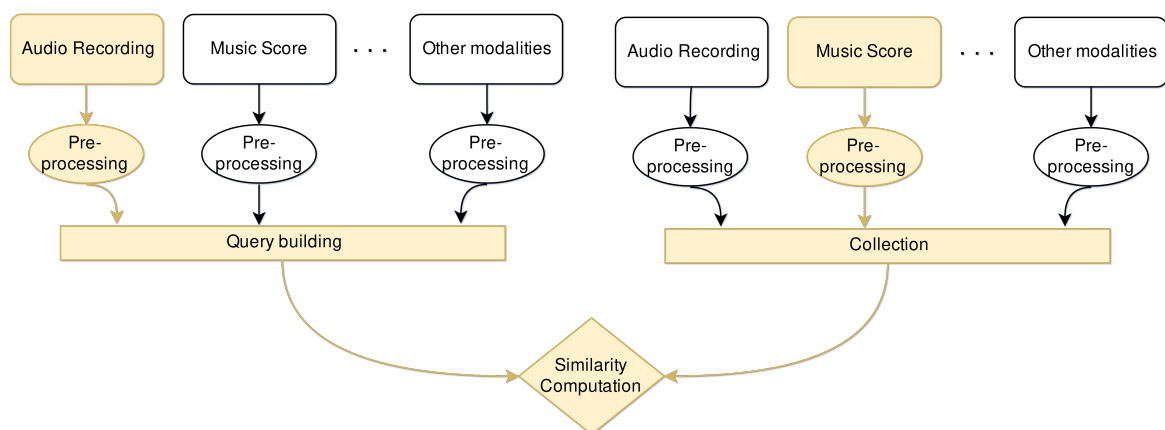 Audio Recording
Music Score
. . .
Other modalities
Audio Recording
Music Score
. . .
Other modalities
Pre-
processing
Pre-
processing
Pre-
processing
Pre-
processing
Pre-
processing
Pre-
processing
Query building
Collection
Similarity
Computation